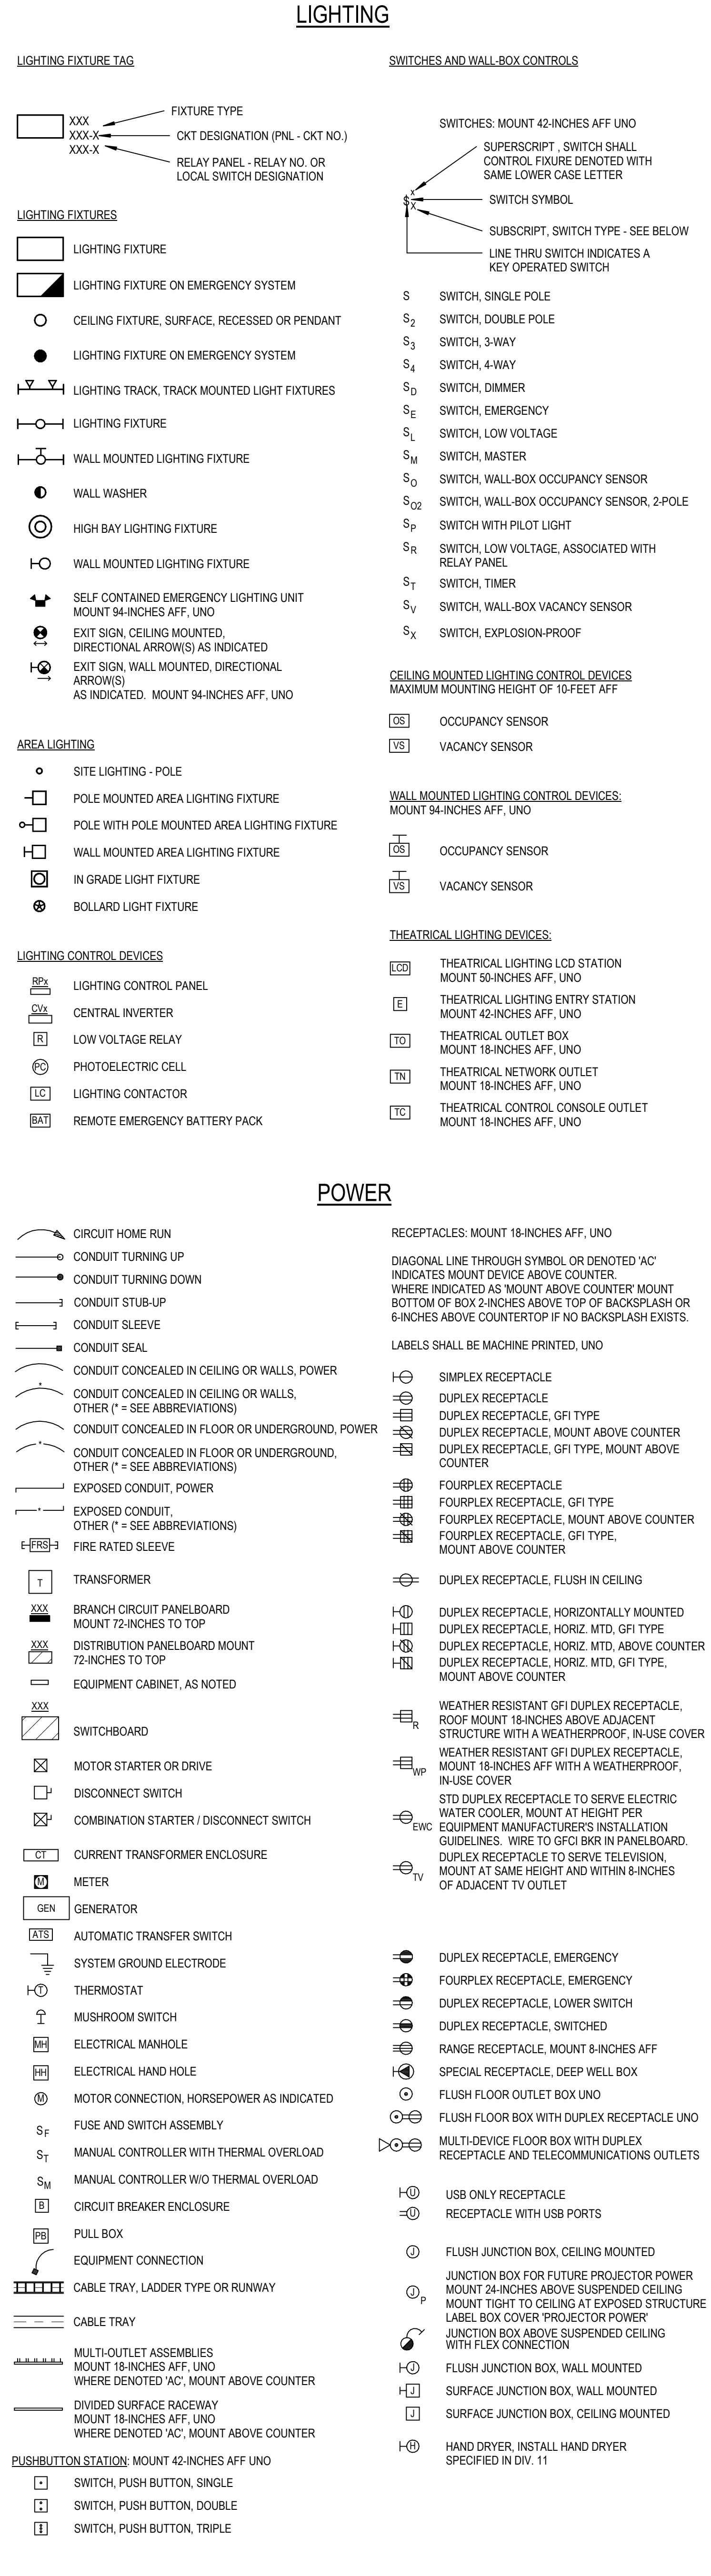 LIGHTING
LIGHTING FIXTURE TAG
XXX
XXX-X
XXX-X
FIXTURE TYPE
CKT DESIGNATION (PNL - CKT NO.)
RELAY PANEL - RELAY NO. OR
LOCAL SWITCH DESIGNATION
LIGHTING FIXTURES
LIGHTING FIXTURE
LIGHTING FIXTURE ON EMERGENCY SYSTEM
CEILING FIXTURE, SURFACE, RECESSED OR PENDANT
LIGHTING FIXTURE ON EMERGENCY SYSTEM
LIGHTING TRACK, TRACK MOUNTED LIGHT FIXTURES
LIGHTING FIXTURE
WALL MOUNTED LIGHTING FIXTURE
WALL WASHER
HIGH BAY LIGHTING FIXTURE
WALL MOUNTED LIGHTING FIXTURE
SELF CONTAINED EMERGENCY LIGHTING UNIT
MOUNT 94-INCHES AFF, UNO
EXIT SIGN, CEILING MOUNTED,
DIRECTIONAL ARROW(S) AS INDICATED
EXIT SIGN, WALL MOUNTED, DIRECTIONAL
ARROW(S)
AS INDICATED. MOUNT 94-INCHES AFF, UNO
AREA LIGHTING
SITE LIGHTING - POLE
POLE MOUNTED AREA LIGHTING FIXTURE
POLE WITH POLE MOUNTED AREA LIGHTING FIXTURE
WALL MOUNTED AREA LIGHTING FIXTURE
IN GRADE LIGHT FIXTURE
BOLLARD LIGHT FIXTURE
LIGHTING CONTROL DEVICES
RPx LIGHTING CONTROL PANEL
CVx CENTRAL INVERTER
R LOW VOLTAGE RELAY
PC PHOTOELECTRIC CELL
LC LIGHTING CONTACTOR
BAT REMOTE EMERGENCY BATTERY PACK
SWITCHES AND WALL-BOX CONTROLS
SWITCHES: MOUNT 42-INCHES AFF UNO
SUPERSCRIPT , SWITCH SHALL
CONTROL FIXURE DENOTED WITH
SAME LOWER CASE LETTER
$ x X
SWITCH SYMBOL
SUBSCRIPT, SWITCH TYPE - SEE BELOW
LINE THRU SWITCH INDICATES A
KEY OPERATED SWITCH
S SWITCH, SINGLE POLE
S2 SWITCH, DOUBLE POLE
S3 SWITCH, 3-WAY
S4 SWITCH, 4-WAY
SD SWITCH, DIMMER
SE SWITCH, EMERGENCY
SL SWITCH, LOW VOLTAGE
SM SWITCH, MASTER
SO SWITCH, WALL-BOX OCCUPANCY SENSOR
SO2 SWITCH, WALL-BOX OCCUPANCY SENSOR, 2-POLE
SP SWITCH WITH PILOT LIGHT
SR SWITCH, LOW VOLTAGE, ASSOCIATED WITH
RELAY PANEL
ST SWITCH, TIMER
SV SWITCH, WALL-BOX VACANCY SENSOR
SX SWITCH, EXPLOSION-PROOF
CEILING MOUNTED LIGHTING CONTROL DEVICES
MAXIMUM MOUNTING HEIGHT OF 10-FEET AFF
OS OCCUPANCY SENSOR
VS VACANCY SENSOR
WALL MOUNTED LIGHTING CONTROL DEVICES:
MOUNT 94-INCHES AFF, UNO
OS OCCUPANCY SENSOR
VS VACANCY SENSOR
THEATRICAL LIGHTING DEVICES:
LCD THEATRICAL LIGHTING LCD STATION
MOUNT 50-INCHES AFF, UNO
E THEATRICAL LIGHTING ENTRY STATION
MOUNT 42-INCHES AFF, UNO
TO THEATRICAL OUTLET BOX
MOUNT 18-INCHES AFF, UNO
TN THEATRICAL NETWORK OUTLET
MOUNT 18-INCHES AFF, UNO
TC THEATRICAL CONTROL CONSOLE OUTLET
MOUNT 18-INCHES AFF, UNO
POWER
CIRCUIT HOME RUN
CONDUIT TURNING UP
CONDUIT TURNING DOWN
CONDUIT STUB-UP
CONDUIT SLEEVE
CONDUIT SEAL
CONDUIT CONCEALED IN CEILING OR WALLS, POWER
* CONDUIT CONCEALED IN CEILING OR WALLS,
OTHER (* = SEE ABBREVIATIONS)
CONDUIT CONCEALED IN FLOOR OR UNDERGROUND, POWER
* CONDUIT CONCEALED IN FLOOR OR UNDERGROUND,
OTHER (* = SEE ABBREVIATIONS)
EXPOSED CONDUIT, POWER
* EXPOSED CONDUIT,
OTHER (* = SEE ABBREVIATIONS)
FRS FIRE RATED SLEEVE
T TRANSFORMER
XXX BRANCH CIRCUIT PANELBOARD
MOUNT 72-INCHES TO TOP
XXX DISTRIBUTION PANELBOARD MOUNT
72-INCHES TO TOP
EQUIPMENT CABINET, AS NOTED
XXX
SWITCHBOARD
MOTOR STARTER OR DRIVE
DISCONNECT SWITCH
COMBINATION STARTER / DISCONNECT SWITCH
CT CURRENT TRANSFORMER ENCLOSURE
M METER
GEN GENERATOR
ATS AUTOMATIC TRANSFER SWITCH
SYSTEM GROUND ELECTRODE
T THERMOSTAT
MUSHROOM SWITCH
MH ELECTRICAL MANHOLE
HH ELECTRICAL HAND HOLE
M MOTOR CONNECTION, HORSEPOWER AS INDICATED
SF FUSE AND SWITCH ASSEMBLY
ST MANUAL CONTROLLER WITH THERMAL OVERLOAD
SM MANUAL CONTROLLER W/O THERMAL OVERLOAD
B CIRCUIT BREAKER ENCLOSURE
PB PULL BOX
EQUIPMENT CONNECTION
CABLE TRAY, LADDER TYPE OR RUNWAY
CABLE TRAY
MULTI-OUTLET ASSEMBLIES
MOUNT 18-INCHES AFF, UNO
WHERE DENOTED 'AC', MOUNT ABOVE COUNTER
DIVIDED SURFACE RACEWAY
MOUNT 18-INCHES AFF, UNO
WHERE DENOTED 'AC', MOUNT ABOVE COUNTER
PUSHBUTTON STATION: MOUNT 42-INCHES AFF UNO
SWITCH, PUSH BUTTON, SINGLE
SWITCH, PUSH BUTTON, DOUBLE
SWITCH, PUSH BUTTON, TRIPLE
RECEPTACLES: MOUNT 18-INCHES AFF, UNO
DIAGONAL LINE THROUGH SYMBOL OR DENOTED 'AC'
INDICATES MOUNT DEVICE ABOVE COUNTER.
WHERE INDICATED AS 'MOUNT ABOVE COUNTER' MOUNT
BOTTOM OF BOX 2-INCHES ABOVE TOP OF BACKSPLASH OR
6-INCHES ABOVE COUNTERTOP IF NO BACKSPLASH EXISTS.
LABELS SHALL BE MACHINE PRINTED, UNO
SIMPLEX RECEPTACLE
DUPLEX RECEPTACLE
DUPLEX RECEPTACLE, GFI TYPE
DUPLEX RECEPTACLE, MOUNT ABOVE COUNTER
DUPLEX RECEPTACLE, GFI TYPE, MOUNT ABOVE
COUNTER
FOURPLEX RECEPTACLE
FOURPLEX RECEPTACLE, GFI TYPE
FOURPLEX RECEPTACLE, MOUNT ABOVE COUNTER
FOURPLEX RECEPTACLE, GFI TYPE,
MOUNT ABOVE COUNTER
DUPLEX RECEPTACLE, FLUSH IN CEILING
DUPLEX RECEPTACLE, HORIZONTALLY MOUNTED
DUPLEX RECEPTACLE, HORIZ. MTD, GFI TYPE
DUPLEX RECEPTACLE, HORIZ. MTD, ABOVE COUNTER
DUPLEX RECEPTACLE, HORIZ. MTD, GFI TYPE,
MOUNT ABOVE COUNTER
WEATHER RESISTANT GFI DUPLEX RECEPTACLE,
R ROOF MOUNT 18-INCHES ABOVE ADJACENT
STRUCTURE WITH A WEATHERPROOF, IN-USE COVER
WEATHER RESISTANT GFI DUPLEX RECEPTACLE,
WP MOUNT 18-INCHES AFF WITH A WEATHERPROOF,
IN-USE COVER
STD DUPLEX RECEPTACLE TO SERVE ELECTRIC
WATER COOLER, MOUNT AT HEIGHT PER
EWC EQUIPMENT MANUFACTURER'S INSTALLATION
GUIDELINES. WIRE TO GFCI BKR IN PANELBOARD.
DUPLEX RECEPTACLE TO SERVE TELEVISION,
TV MOUNT AT SAME HEIGHT AND WITHIN 8-INCHES
OF ADJACENT TV OUTLET
DUPLEX RECEPTACLE, EMERGENCY
FOURPLEX RECEPTACLE, EMERGENCY
DUPLEX RECEPTACLE, LOWER SWITCH
DUPLEX RECEPTACLE, SWITCHED
RANGE RECEPTACLE, MOUNT 8-INCHES AFF
SPECIAL RECEPTACLE, DEEP WELL BOX
FLUSH FLOOR OUTLET BOX UNO
FLUSH FLOOR BOX WITH DUPLEX RECEPTACLE UNO
MULTI-DEVICE FLOOR BOX WITH DUPLEX
RECEPTACLE AND TELECOMMUNICATIONS OUTLETS
U USB ONLY RECEPTACLE
U RECEPTACLE WITH USB PORTS
J FLUSH JUNCTION BOX, CEILING MOUNTED
JUNCTION BOX FOR FUTURE PROJECTOR POWER
J P MOUNT 24-INCHES ABOVE SUSPENDED CEILING
MOUNT TIGHT TO CEILING AT EXPOSED STRUCTURE
LABEL BOX COVER 'PROJECTOR POWER'
JUNCTION BOX ABOVE SUSPENDED CEILING
WITH FLEX CONNECTION
J FLUSH JUNCTION BOX, WALL MOUNTED
J SURFACE JUNCTION BOX, WALL MOUNTED
J SURFACE JUNCTION BOX, CEILING MOUNTED
H HAND DRYER, INSTALL HAND DRYER
SPECIFIED IN DIV. 11